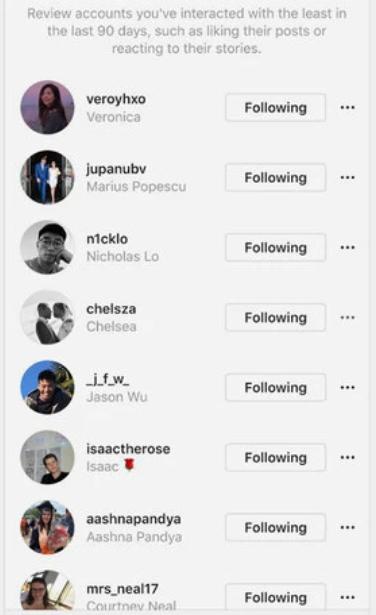 Review accounts you've interacted with the least in
the last 90 days, such as liking their posts or
reacting to their stories.
veroyhxo
Veronica
Following
jupanubv
Marius Popescu
Following
n1cklo
Nicholas Lo
Following
chelsza
Chelsea
Following
_j_f_w_
Jason Wu
Following
isaactherose
Isaac🌹
Following
aashnapandya
Aashna Pandya
Following
mrs_neal17
Courtney Neal
Following